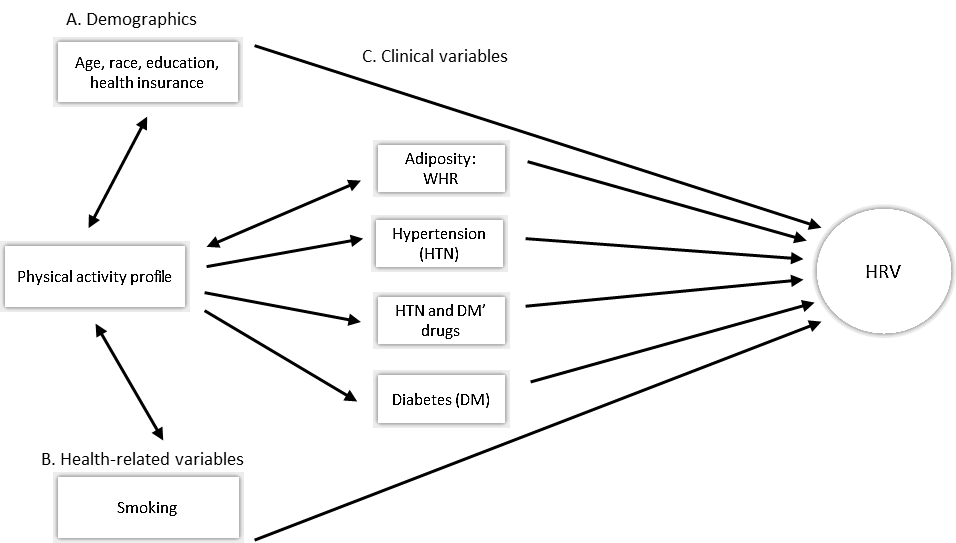 A. Demographics
Age, race, education,
health insurance
C. Clinical variables
Adiposity:
WHR
Hypertension
(HTN)
Physical activity profile
HRV
HTN and DM’
drugs
Diabetes (DM)
B. Health-related variables
Smoking